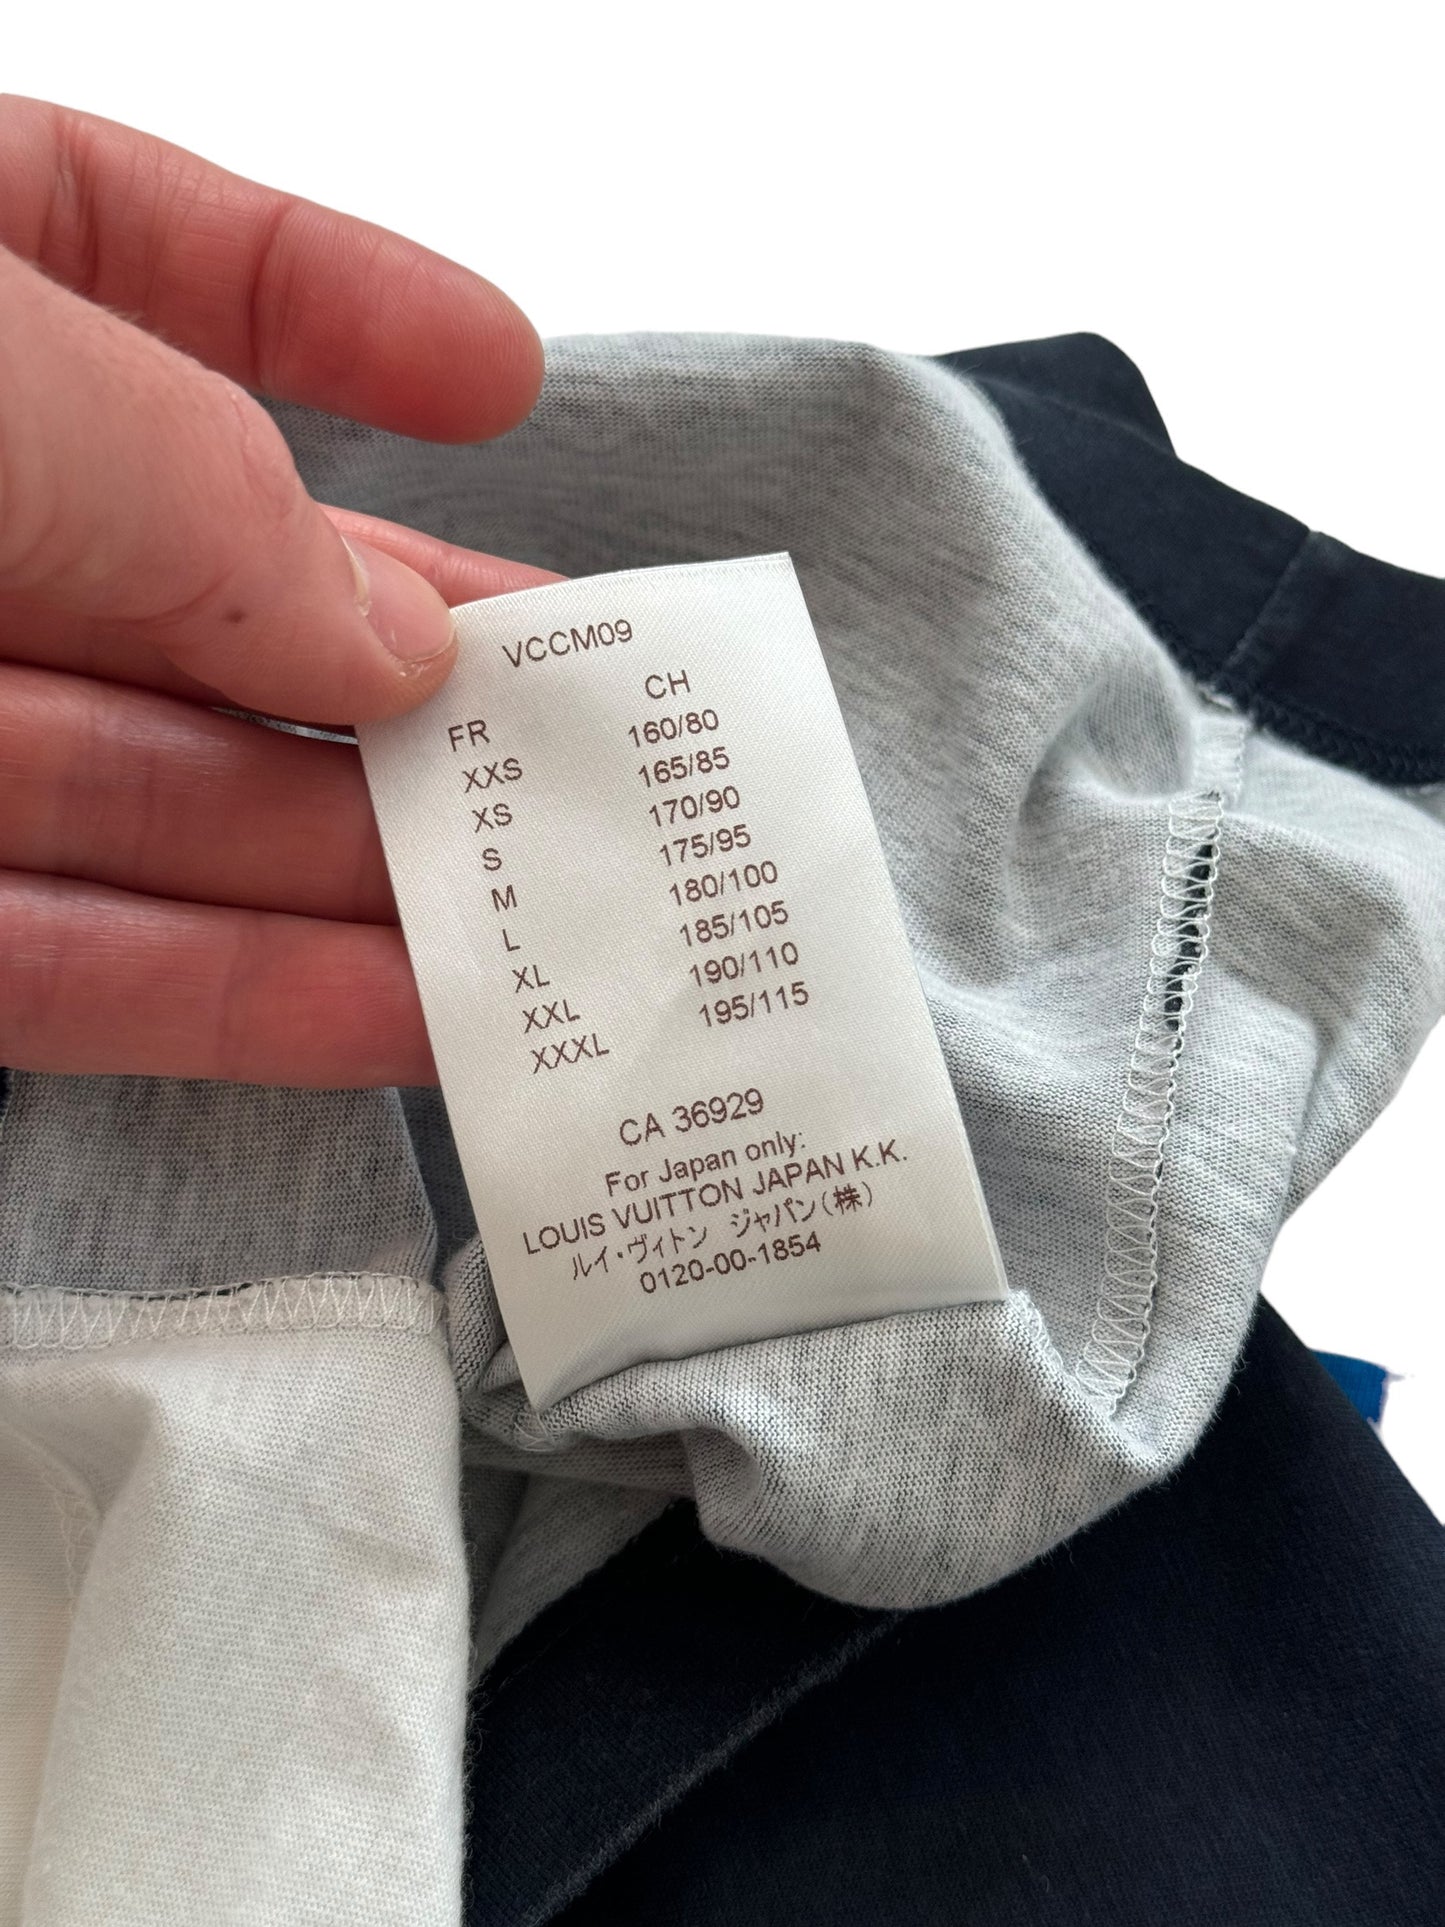 VCCM09
FR CH
XXS 160/80
XS 165/85
S 170/90
M 175/95
L 180/100
XL 185/105
XXL 190/110
XXXL 195/115
CA 36929
For Japan only:
LOUIS VUITTON JAPAN K.K.
ルイ・ヴィトン ジャパン(株)
0120-00-1854